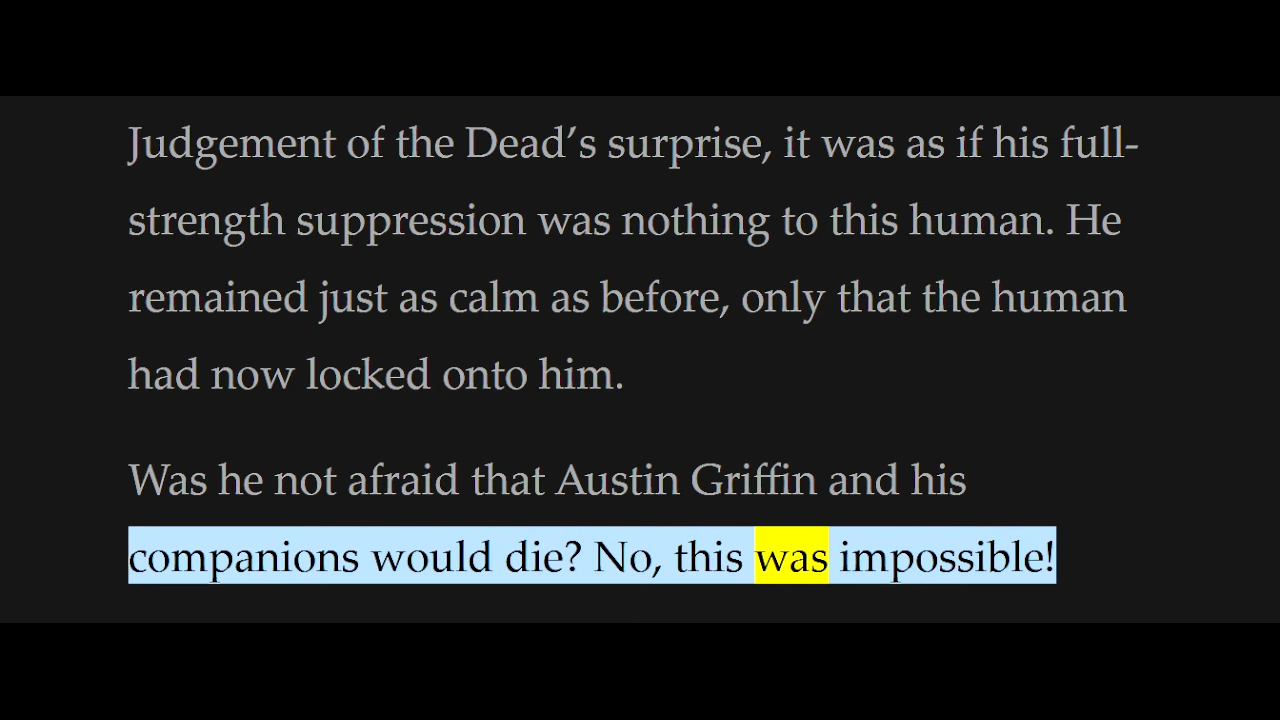 Judgement of the Dead’s surprise, it was as if his full-
strength suppression was nothing to this human. He
remained just as calm as before, only that the human
had now locked onto him.
Was he not afraid that Austin Griffin and his
companions would die? No, this was impossible!